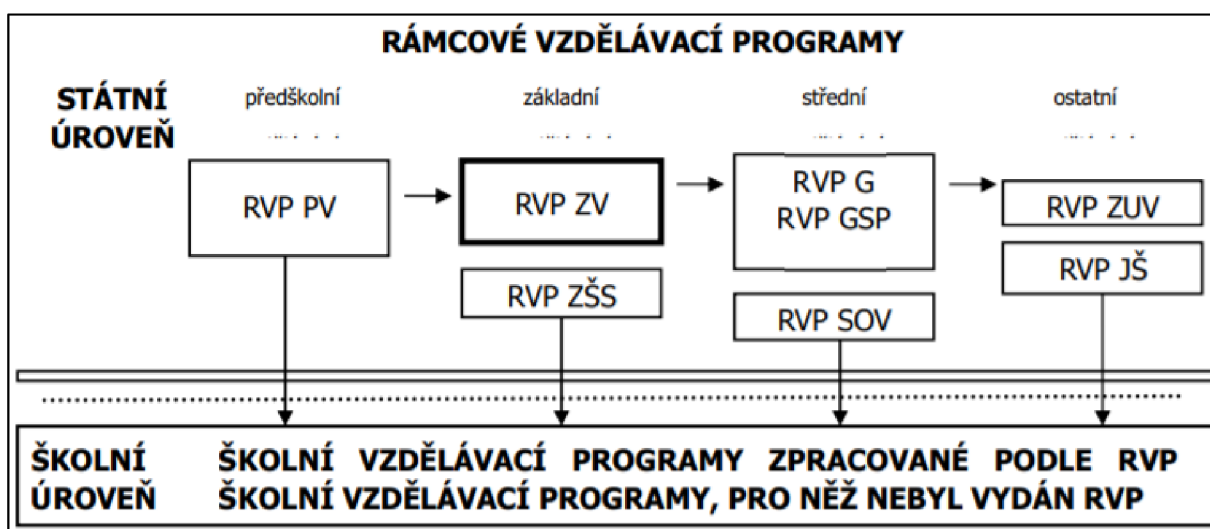 RÁMCOVÉ VZDĚLÁVACÍ PROGRAMY
STÁTNÍ
ÚROVEŇ
předškolní
základní
střední
ostatní
RVP PV
RVP ZV
RVP G
RVP GSP
RVP ZUV
RVP ZŠS
RVP JŠ
RVP SOV
ŠKOLNÍ ŠKOLNÍ VZDĚLÁVACÍ PROGRAMY ZPRACOVANÉ PODLE RVP
ÚROVEŇ ŠKOLNÍ VZDĚLÁVACÍ PROGRAMY, PRO NĚŽ NEBYL VYDÁN RVP